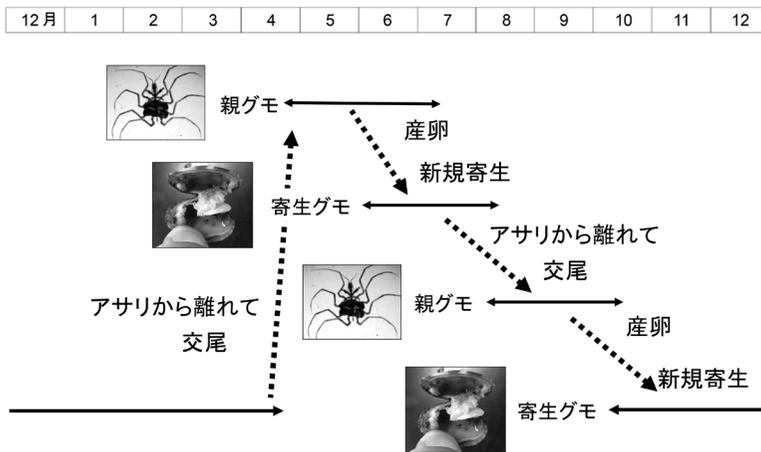 12月 1 2 3 4 5 6 7 8 9 10 11 12
親グモ
産卵
新規寄生
寄生グモ
アサリから離れて
交尾
アサリから離れて
交尾
親グモ
産卵
新規寄生
寄生グモ